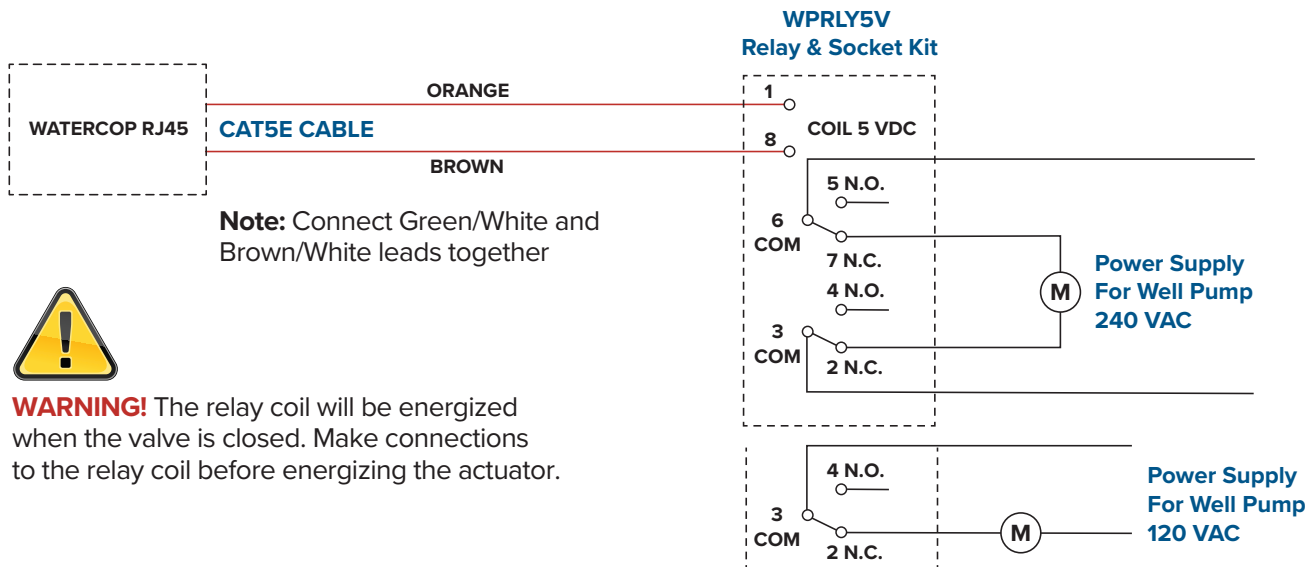 WPRLY5V
Relay & Socket Kit
ORANGE
1
WATERCOP RJ45
CAT5E CABLE
COIL 5 VDC
8
BROWN
Note: Connect Green/White and
Brown/White leads together
5 N.O.
6
COM
7 N.C.
4 N.O.
3
COM
2 N.C.
M
Power Supply
For Well Pump
240 VAC
WARNING! The relay coil will be energized
when the valve is closed. Make connections
to the relay coil before energizing the actuator.
4 N.O.
3
COM
2 N.C.
M
Power Supply
For Well Pump
120 VAC